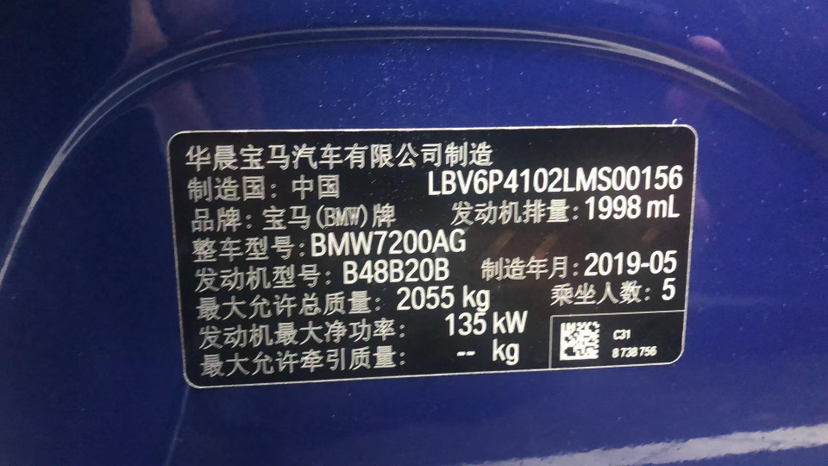 华晨宝马汽车有限公司制造
制造国: 中国 LBV6P4102LMS00156
品牌: 宝马(BMW)牌 发动机排量: 1998 mL
整车型号: BMW7200AG
发动机型号: B48B20B 制造年月: 2019-05
最大允许总质量: 2055 kg 乘坐人数: 5
发动机最大净功率: 135 kW
最大允许牵引质量: -- kg
C31
8 738 756